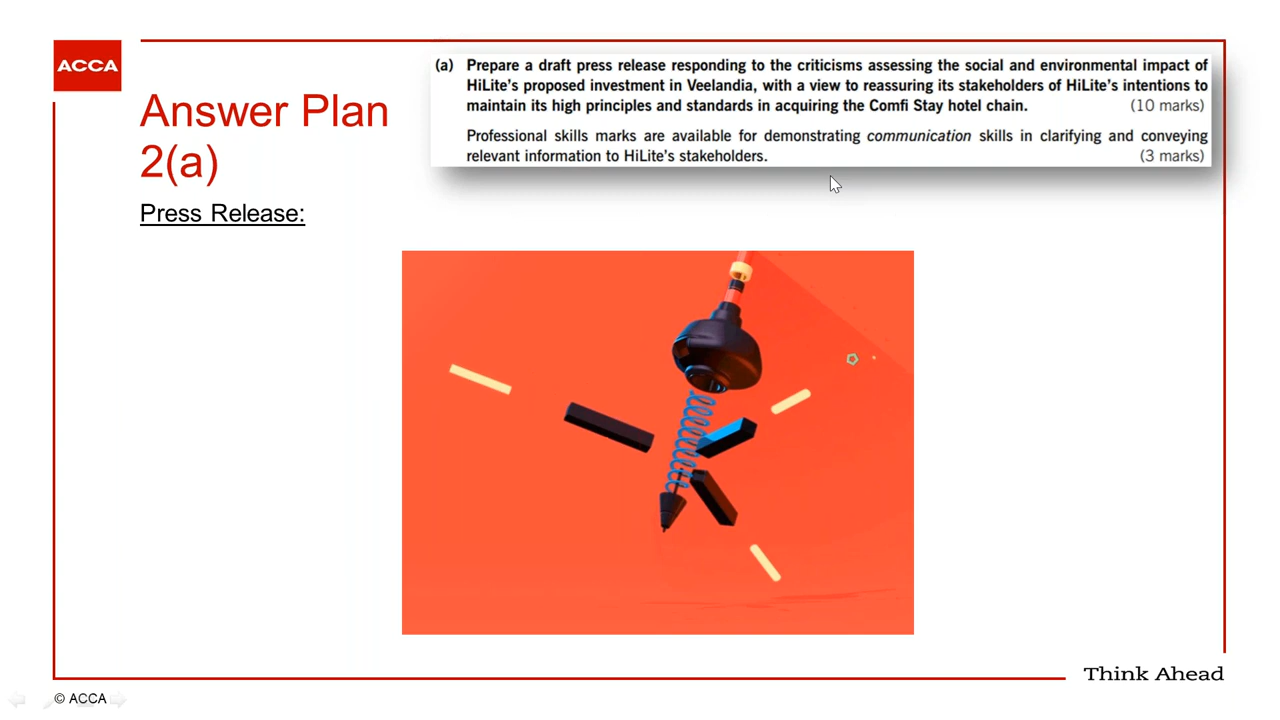 ACCA
(a) Prepare a draft press release responding to the criticisms assessing the social and environmental impact of
HiLite's proposed investment in Veelandia, with a view to reassuring its stakeholders of HiLite's intentions to
maintain its high principles and standards in acquiring the Comfi Stay hotel chain. (10 marks)
Professional skills marks are available for demonstrating communication skills in clarifying and conveying
relevant information to HiLite's stakeholders. (3 marks)
Answer Plan
2(a)
Press Release:
Think Ahead
© ACCA